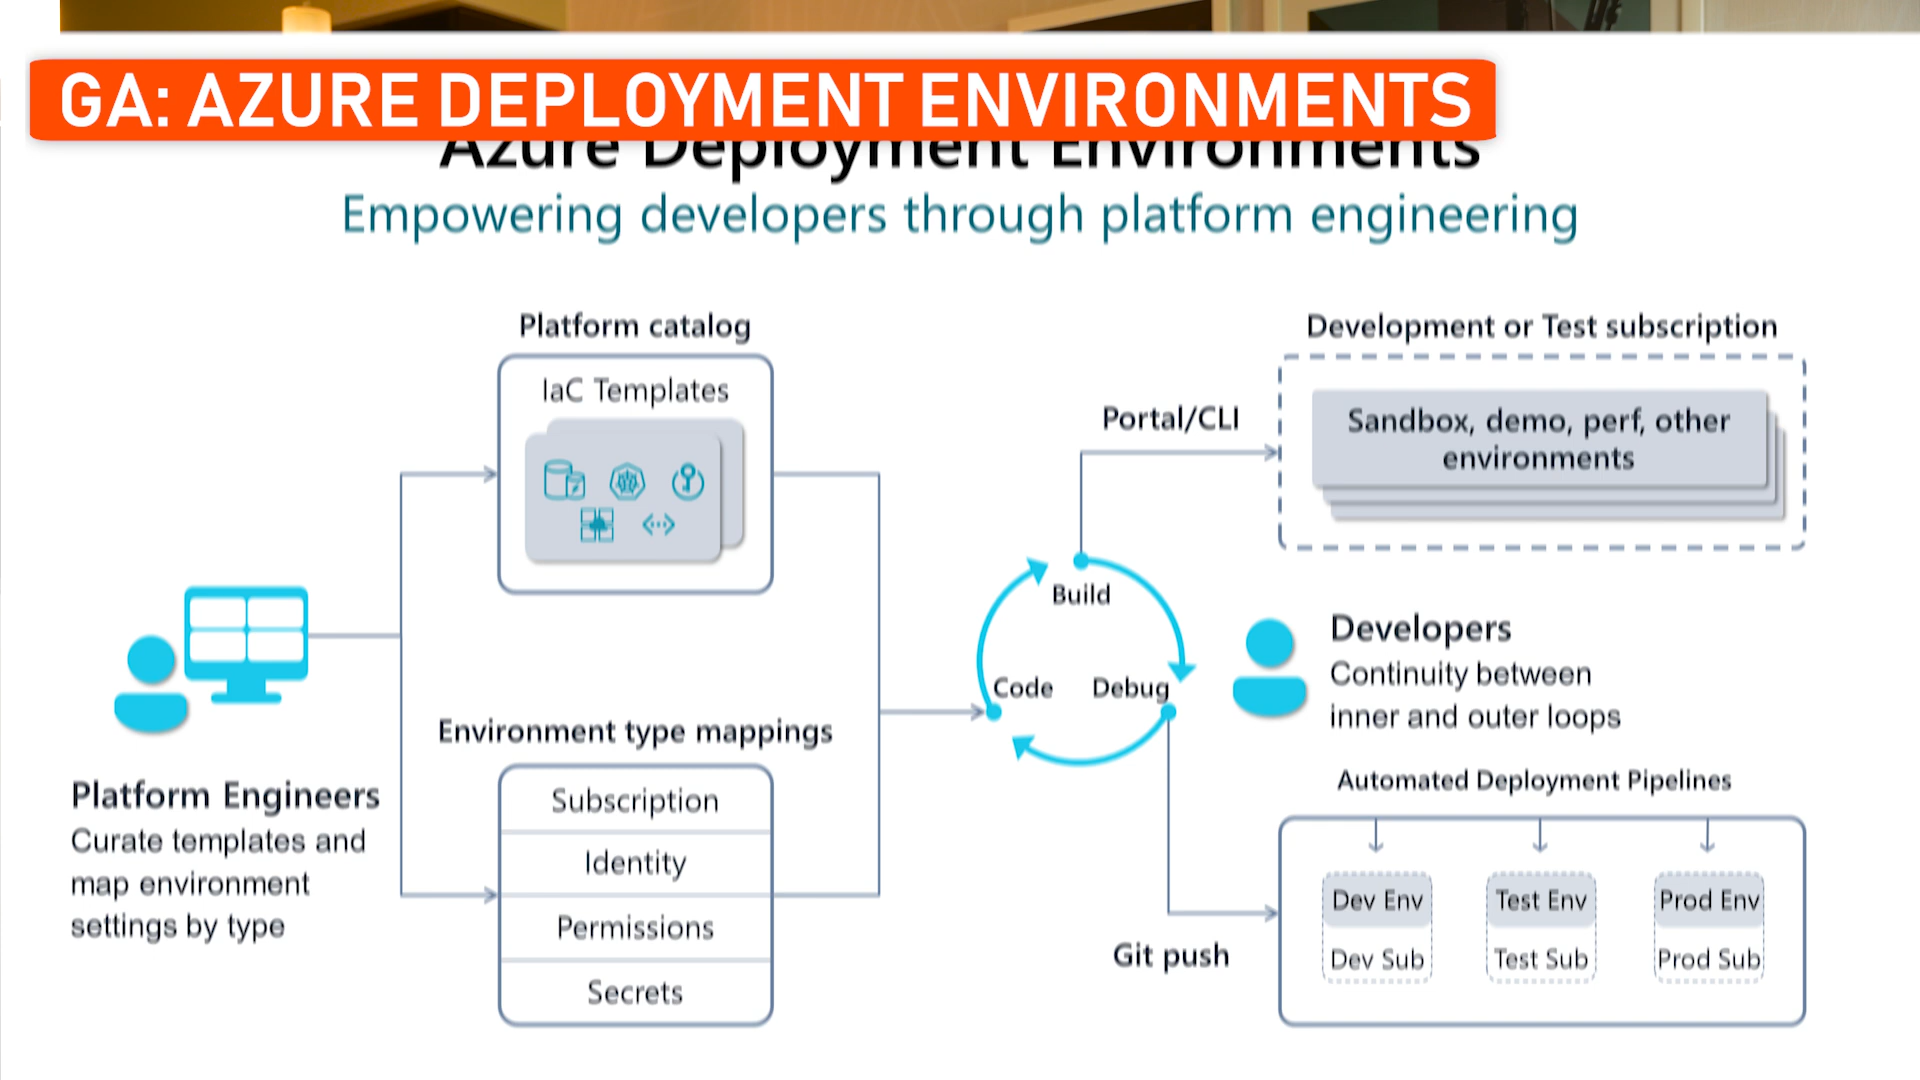 GA: AZURE DEPLOYMENT ENVIRONMENTS
Azure Deployment Environments
Empowering developers through platform engineering
Platform catalog
IaC Templates
Development or Test subscription
Portal/CLI
Sandbox, demo, perf, other
environments
Build
Code
Debug
Developers
Continuity between
inner and outer loops
Environment type mappings
Subscription
Identity
Permissions
Secrets
Platform Engineers
Curate templates and
map environment
settings by type
Automated Deployment Pipelines
Git push
Dev Env
Dev Sub
Test Env
Test Sub
Prod Env
Prod Sub